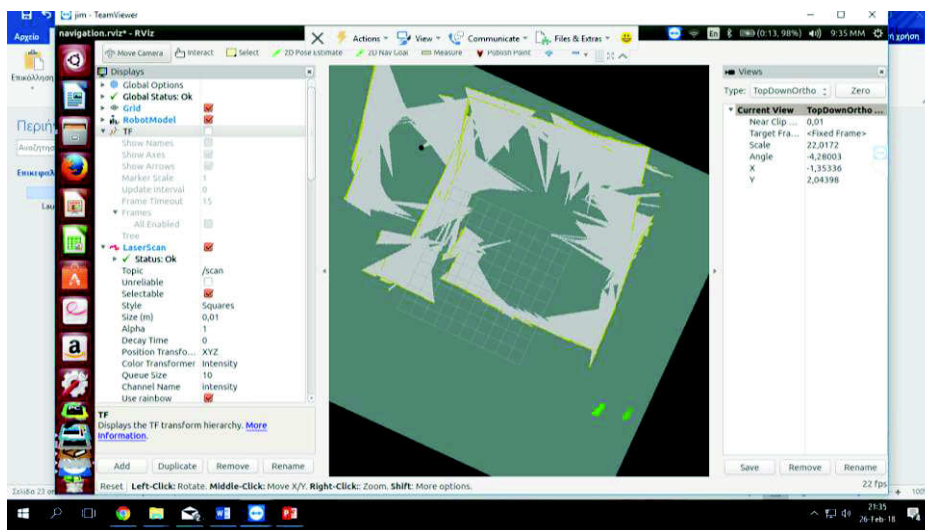 jim - TeamViewer
Αρχείο
navigation.rviz* - RViz
Actions
View
Communicate
Files & Extras
En
(0:13, 98%)
9:35 ΜΜ
Move Camera
Interact
Select
2D Pose Estimate
2D Nav Goal
Measure
Publish Point
Επικόλληση
Displays
Global Options
Global Status: Ok
Grid
RobotModel
TF
Show Names
Show Axes
Show Arrows
Marker Scale 1
Update Interval 0
Frame Timeout 15
Frames
All Enabled
Tree
LaserScan
Status: Ok
Topic /scan
Unreliable
Selectable
Style Squares
Size (m) 0,01
Alpha 1
Decay Time 0
Position Transfo... XYZ
Color Transformer Intensity
Queue Size 10
Channel Name intensity
Use rainbow
TF
Displays the TF transform hierarchy. More
Information.
Add Duplicate Remove Rename
Reset Left-Click: Rotate. Middle-Click: Move X/Y. Right-Click:: Zoom. Shift: More options.
22 fps
Views
Type: TopDownOrtho Zero
Current View TopDownOrtho ...
Near Clip ... 0,01
Target Fra... <Fixed Frame>
Scale 22,0172
Angle -4,28003
X -1,35336
Y 2,04398
Save Remove Rename
21:35
26-Feb-18